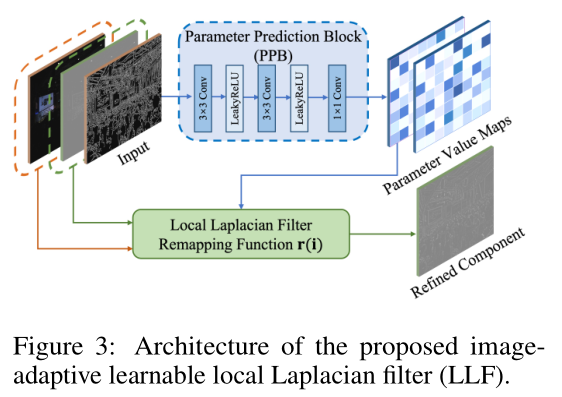 Parameter Prediction Block
(PPB)
3×3 Conv
LeakyReLU
3×3 Conv
LeakyReLU
1×1 Conv
Input
Parameter Value Maps
Local Laplacian Filter
Remapping Function r(i)
Refined Component
Figure 3: Architecture of the proposed image-
adaptive learnable local Laplacian filter (LLF).